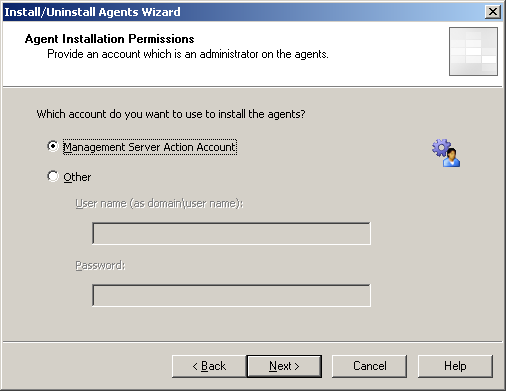 Install/Uninstall Agents Wizard
Agent Installation Permissions
Provide an account which is an administrator on the agents.
Which account do you want to use to install the agents?
Management Server Action Account
Other
User name (as domain\user name):
Password:
< Back Next > Cancel Help